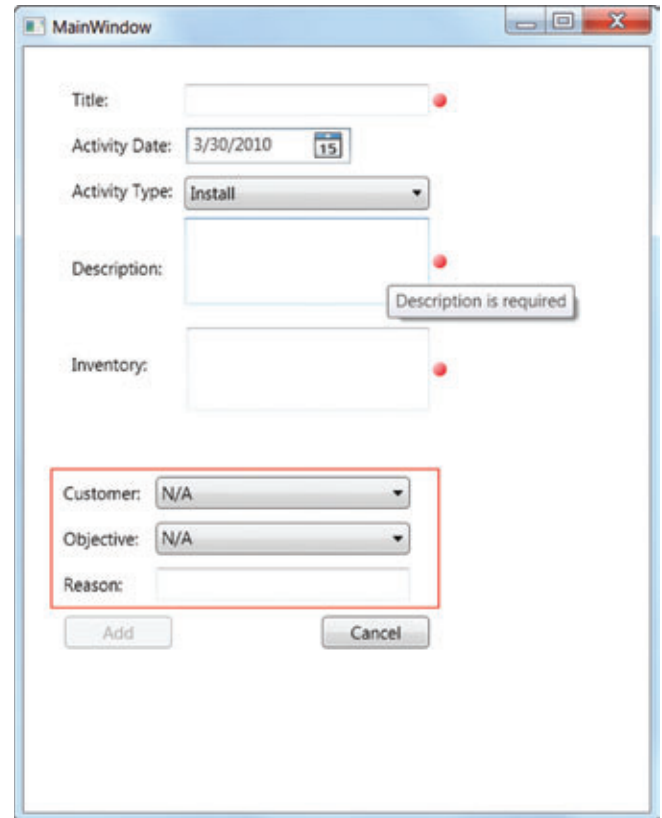 MainWindow
Title:
Activity Date: 3/30/2010 15
Activity Type: Install
Description:
Description is required
Inventory:
Customer: N/A
Objective: N/A
Reason:
Add Cancel